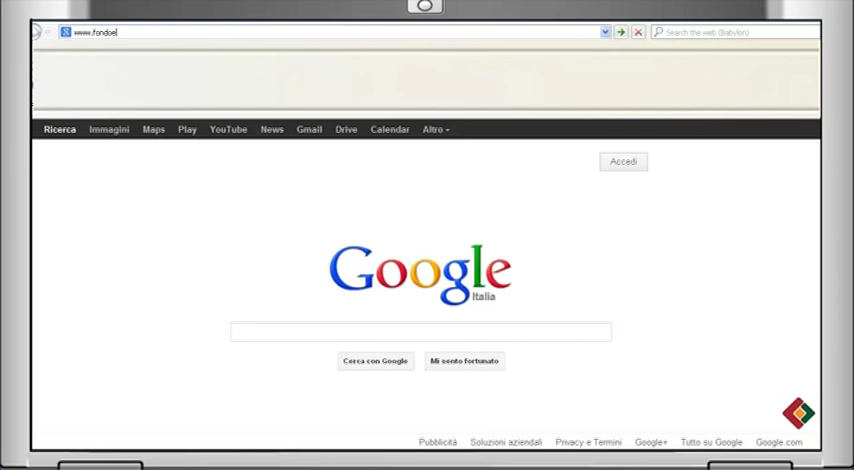 www.fondoe
Search the web (Babylon)
Ricerca Immagini Maps Play YouTube News Gmail Drive Calendar Altro
Accedi
Google
Italia
Cerca con Google Mi sento fortunato
Pubblicità Soluzioni aziendali Privacy e Termini Google+ Tutto su Google Google.com